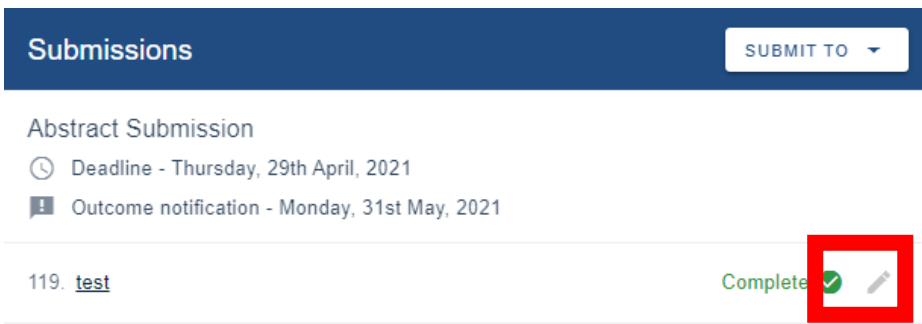 Submissions
SUBMIT TO
Abstract Submission
Deadline - Thursday, 29th April, 2021
Outcome notification - Monday, 31st May, 2021
119. test Complete